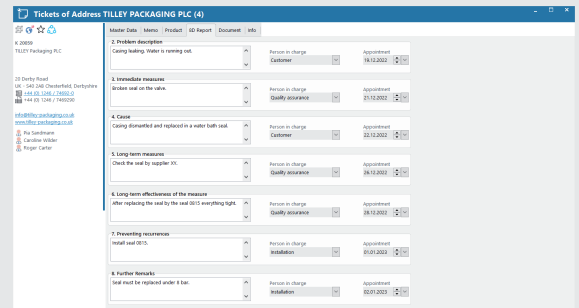 Tickets of Address TILLEY PACKAGING PLC (4)
K 20859
TILLEY Packaging PLC
20 Derby Road
UK - S40 2AB Chesterfield, Derbyshire
+44 (0) 1246 / 74692-0
+44 (0) 1246 / 7469290
info@tilley-packaging.co.uk
www.tilley-packaging.co.uk
Pia Sandmann
Caroline Wilder
Roger Carter
Master Data Memo Product 8D Report Document Info
2. Problem description
Casing leaking. Water is running out.
Person in charge
Customer
Appointment
18.12.2022
3. Immediate measures
Broken seal on the valve.
Person in charge
Quality assurance
Appointment
21.12.2022
4. Cause
Casing dismantled and replaced in a water bath seal.
Person in charge
Customer
Appointment
22.12.2022
5. Long-term measures
Check the seal by supplier XY.
Person in charge
Quality assurance
Appointment
26.12.2022
6. Long-term effectiveness of the measure
After replacing the seal by the seal 0815 everything tight.
Person in charge
Quality assurance
Appointment
28.12.2022
7. Preventing recurrences
Install seal 0815.
Person in charge
Installation
Appointment
01.01.2023
8. Further Remarks
Seal must be replaced under 8 bar.
Person in charge
Installation
Appointment
02.01.2023